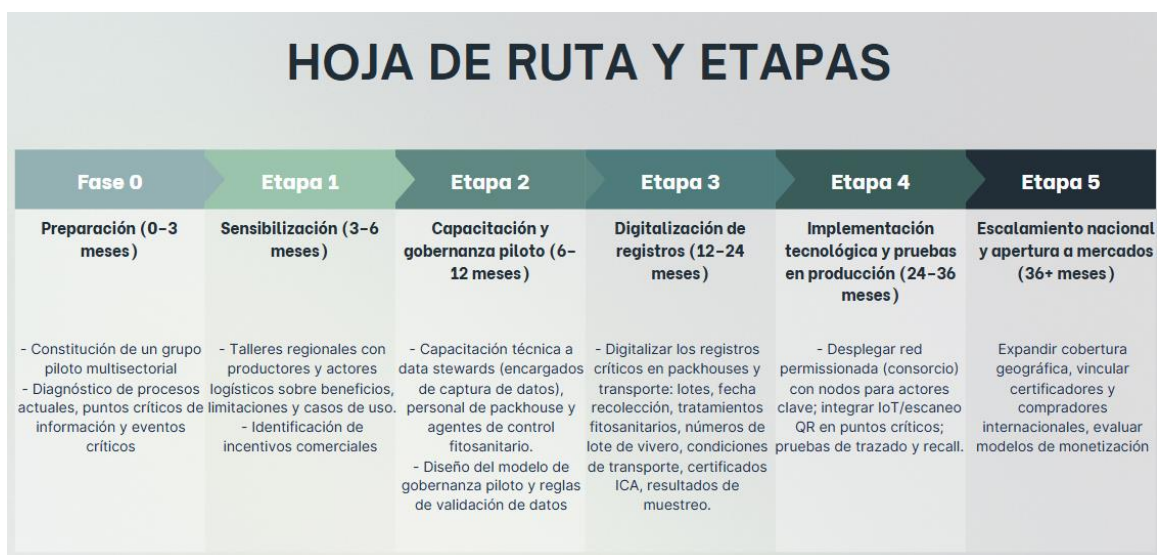 HOJA DE RUTA Y ETAPAS
Fase 0
Preparación (0–3
meses)
- Constitución de un grupo
piloto multisectorial
- Diagnóstico de procesos
actuales, puntos críticos de
información y eventos
críticos
Etapa 1
Sensibilización (3–6
meses)
- Talleres regionales con
productores y actores
logísticos sobre beneficios,
limitaciones y casos de uso.
- Identificación de
incentivos comerciales
Etapa 2
Capacitación y
gobernanza piloto (6–
12 meses)
- Capacitación técnica a
data stewards (encargados
de captura de datos),
personal de packhouse y
agentes de control
fitosanitario.
- Diseño del modelo de
gobernanza piloto y reglas
de validación de datos
Etapa 3
Digitalización de
registros (12–24
meses)
- Digitalizar los registros
críticos en packhouses y
transporte: lotes, fecha
recolección, tratamientos
fitosanitarios, números de
lote de vivero, condiciones
de transporte, certificados
ICA, resultados de
muestreo.
Etapa 4
Implementación
tecnológica y pruebas
en producción (24–36
meses)
- Desplegar red
permissionada (consorcio)
con nodos para actores
clave; integrar IoT/escaneo
QR en puntos críticos;
pruebas de trazado y recall.
Etapa 5
Escalamiento nacional
y apertura a mercados
(36+ meses)
Expandir cobertura
geográfica, vincular
certificadores y
compradores
internacionales, evaluar
modelos de monetización